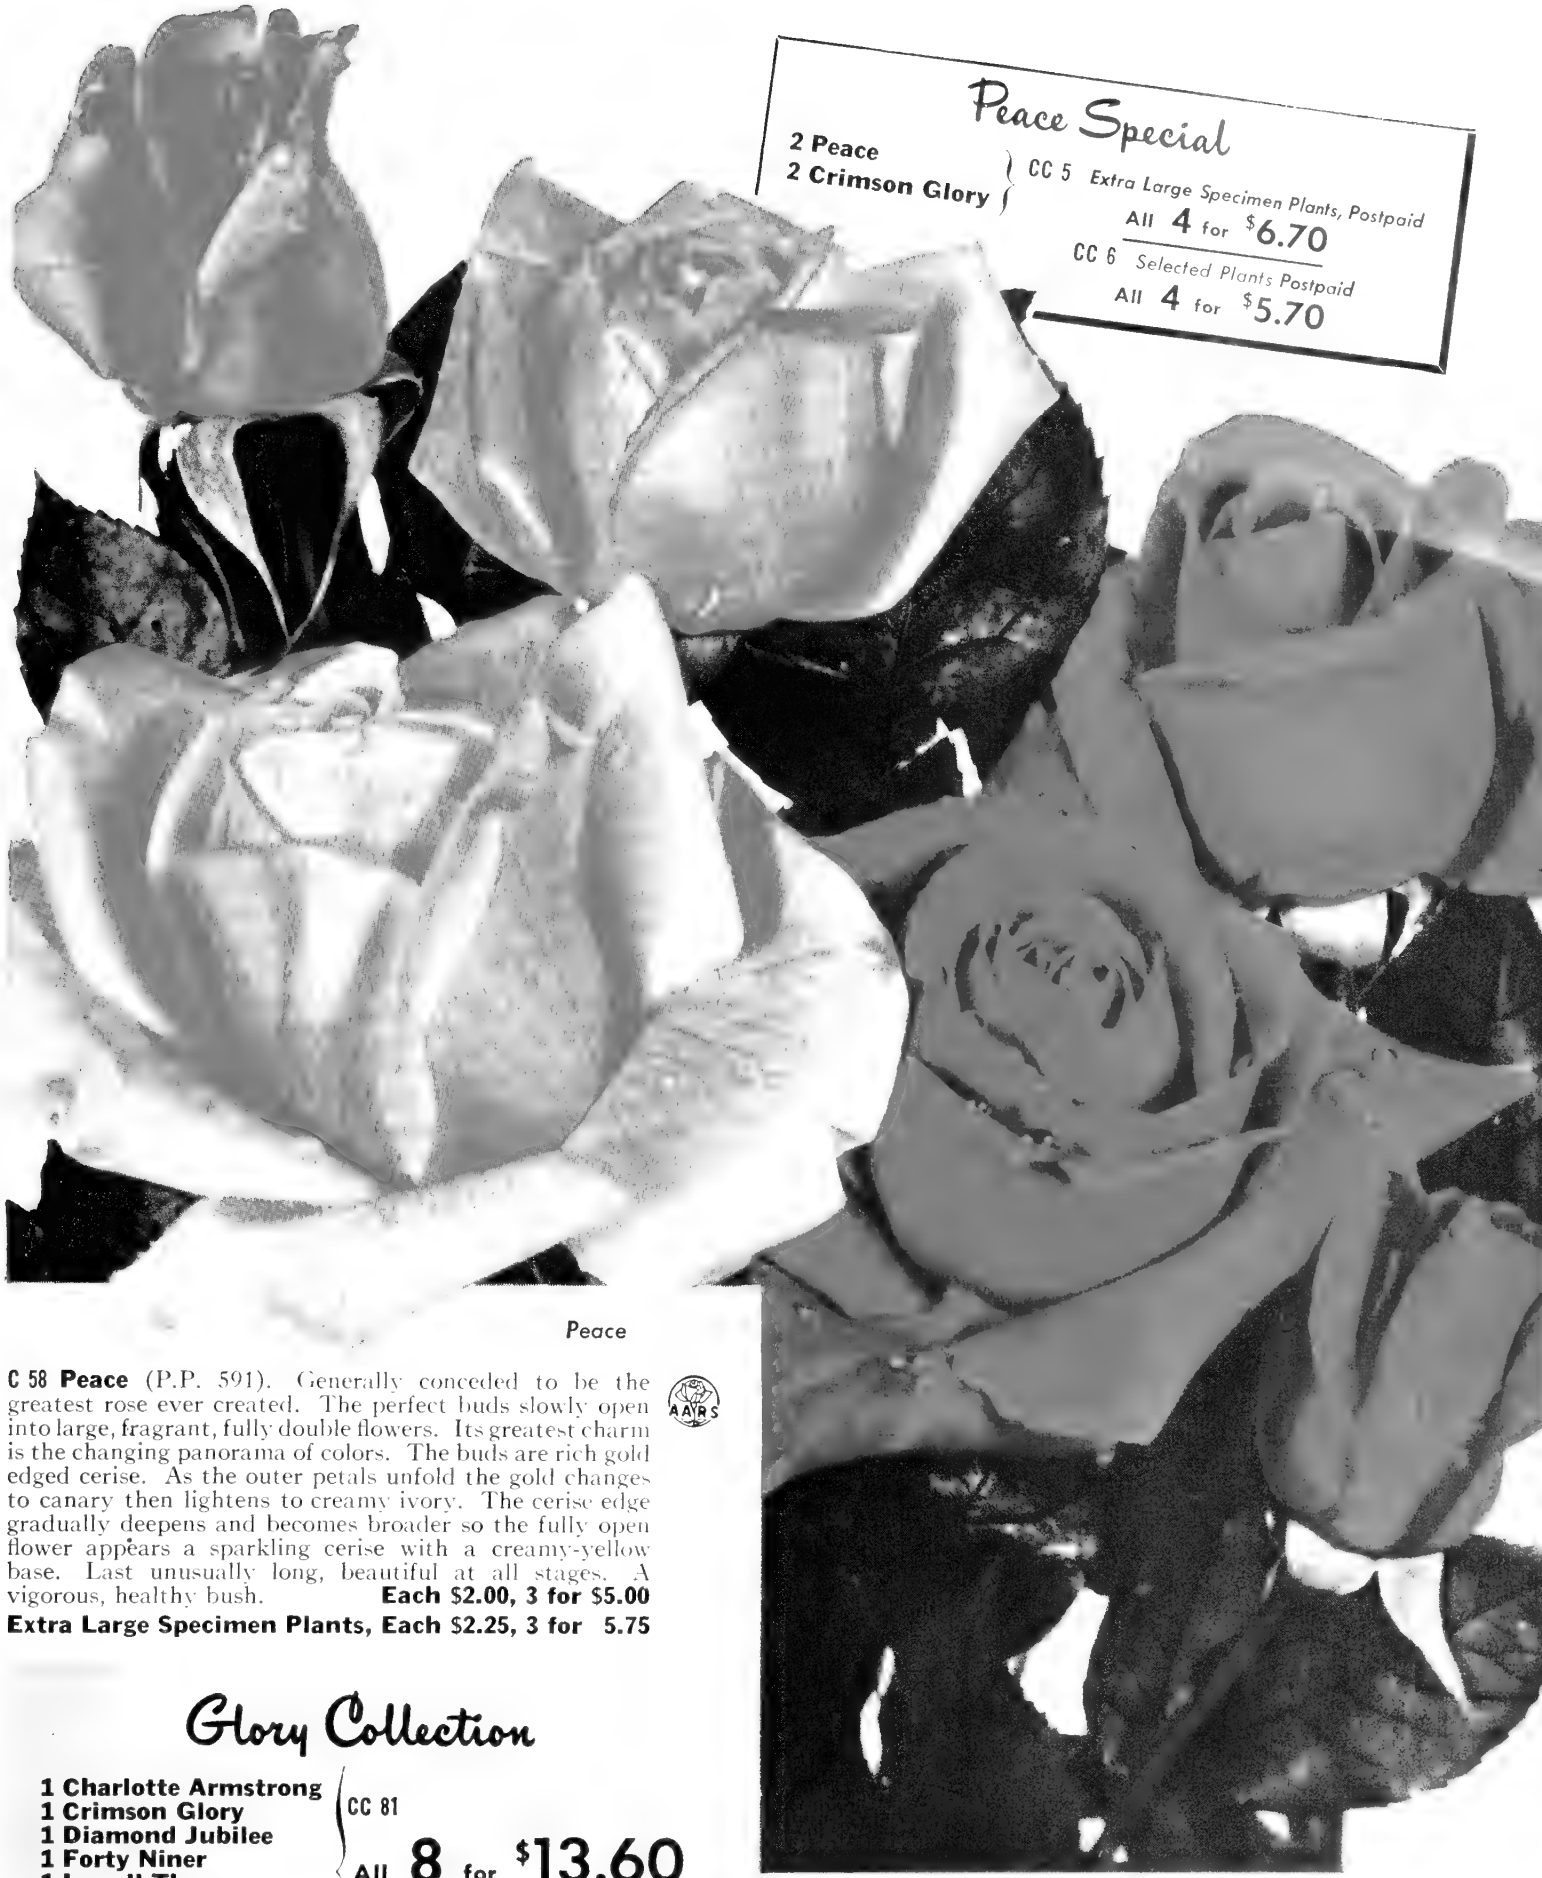 Peace Special
2 Peace
2 Crimson Glory
CC 5 Extra Large Specimen Plants, Postpaid
All 4 for $6.70
CC 6 Selected Plants Postpaid
All 4 for $5.70
Peace
C 58 Peace (P.P. 591). Generally conceded to be the
greatest rose ever created. The perfect buds slowly open
into large, fragrant, fully double flowers. Its greatest charm
is the changing panorama of colors. The buds are rich gold
edged cerise. As the outer petals unfold the gold changes
to canary then lightens to creamy ivory. The cerise edge
gradually deepens and becomes broader so the fully open
flower appears a sparkling cerise with a creamy-yellow
base. Last unusually long, beautiful at all stages. A
vigorous, healthy bush. Each $2.00, 3 for $5.00
Extra Large Specimen Plants, Each $2.25, 3 for 5.75
AARS
Glory Collection
1 Charlotte Armstrong
1 Crimson Glory
1 Diamond Jubilee
1 Forty Niner
CC 81
All 8 for $13.60